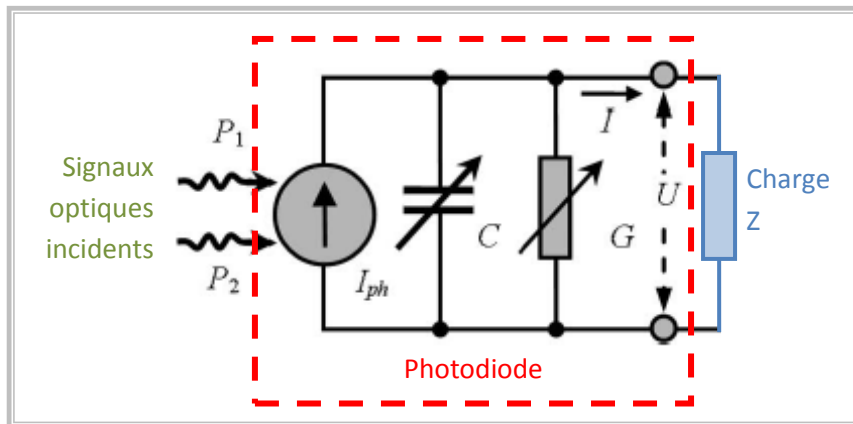 P1
Signaux
optiques
incidents
P2
Iph
C
G
I
U
Charge
Z
Photodiode